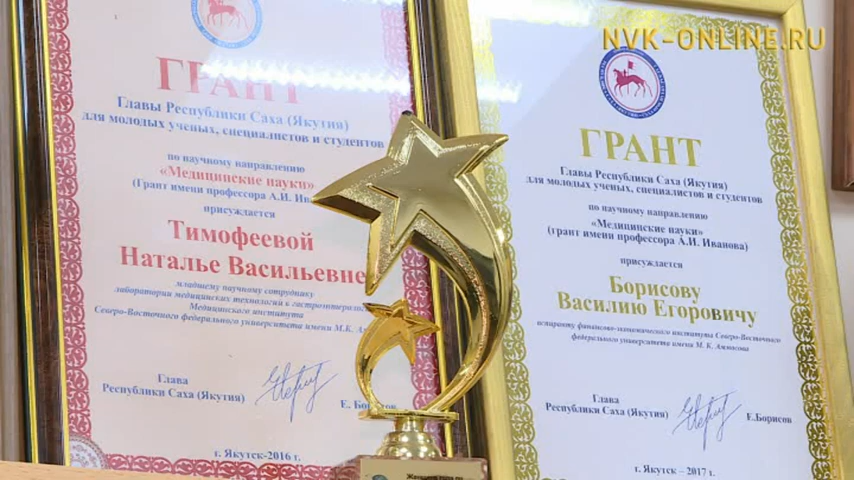 NVK-ONLINE.RU
ГРАНТ
Главы Республики Саха (Якутия)
для молодых ученых, специалистов и студентов
по научному направлению
«Медицинские науки»
(Грант имени профессора А.И.
присуждается
Тимофеевой
Наталье Васильевне
младшему научному сотруднику
лаборатории медицинских технологий и
Медицинского института
Северо-Восточного федерального университета имени М.К.
Глава
Республики Саха (Якутия)
Е.
г. Якутск-2016 г.
ГРАНТ
Главы Республики Саха (Якутия)
для молодых ученых, специалистов и студентов
по научному направлению
«Медицинские науки»
(грант имени профессора А.И. Иванова)
присуждается
Борисову
Василию Егоровичу
аспиранту финансово-экономического института Северо-Восточного
федерального университета имени М. К. Аммосова
Глава
Республики Саха (Якутия)
Е.Борисов
г. Якутск – 2017 г.